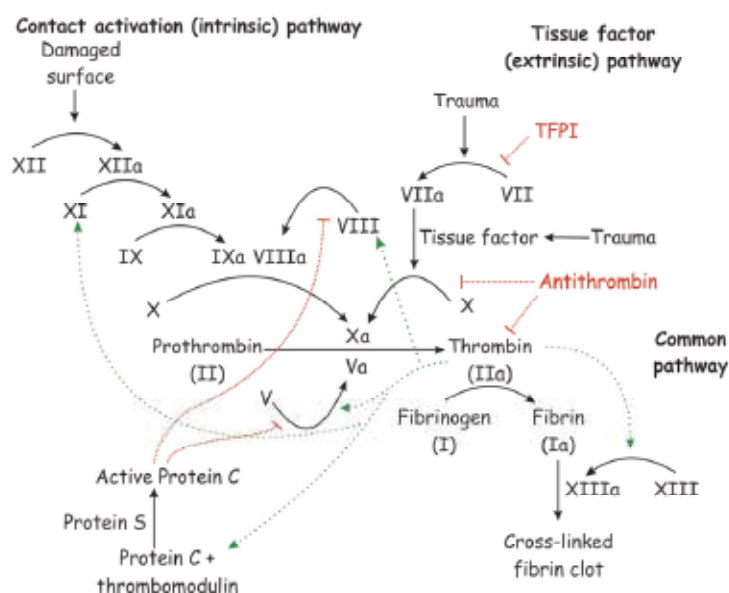 Contact activation (intrinsic) pathway
Damaged
surface
Tissue factor
(extrinsic) pathway
Trauma
TFPI
XII
XIIa
VIIa
VII
XI
XIa
VIII
Tissue factor
Trauma
IX
IXa VIIIa
Antithrombin
X
X
Xa
Prothrombin
(II)
Thrombin
(IIa)
Common
pathway
Va
V
Fibrinogen
(I)
Fibrin
(Ia)
Active Protein C
XIIIa
XIII
Protein S
Cross-linked
fibrin clot
Protein C +
thrombomodulin